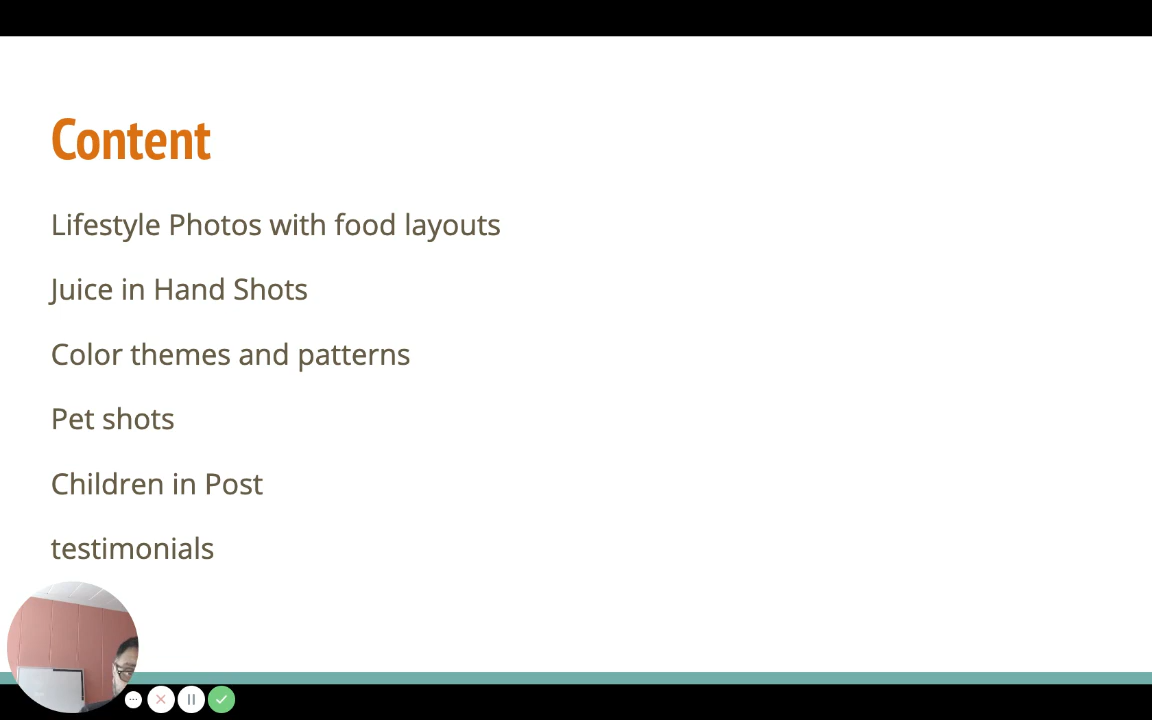 Content
Lifestyle Photos with food layouts
Juice in Hand Shots
Color themes and patterns
Pet shots
Children in Post
testimonials